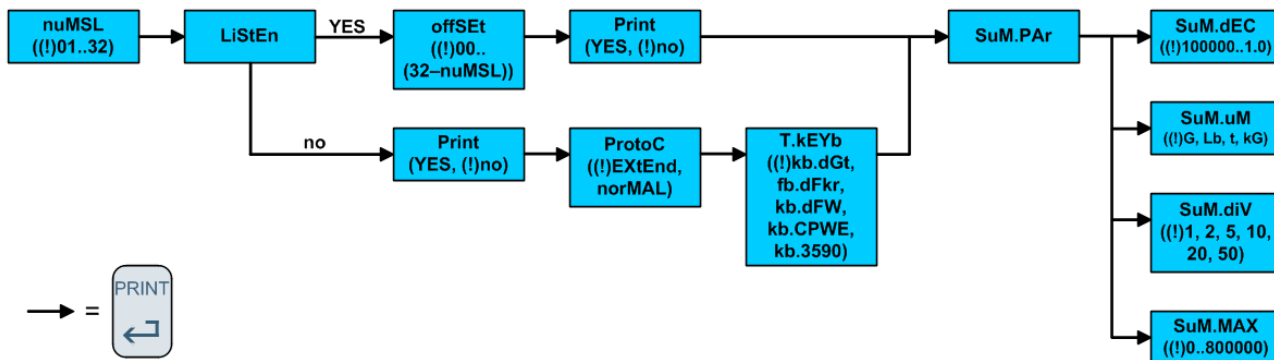 nuMSL
((!)01..32)
LiStEn
YES
offSEt
((!)00..
(32–nuMSL))
Print
(YES, (!)no)
SuM.PAr
SuM.dEC
((!)100000..1.0)
no
Print
(YES, (!)no)
ProtoC
((!)EXtEnd,
norMAL)
T.kEYb
((!)kb.dGt,
fb.dFkr,
kb.dFW,
kb.CPWE,
kb.3590)
SuM.uM
((!)G, Lb, t, kG)
SuM.diV
((!)1, 2, 5, 10,
20, 50)
SuM.MAX
((!)0..800000)
=
PRINT